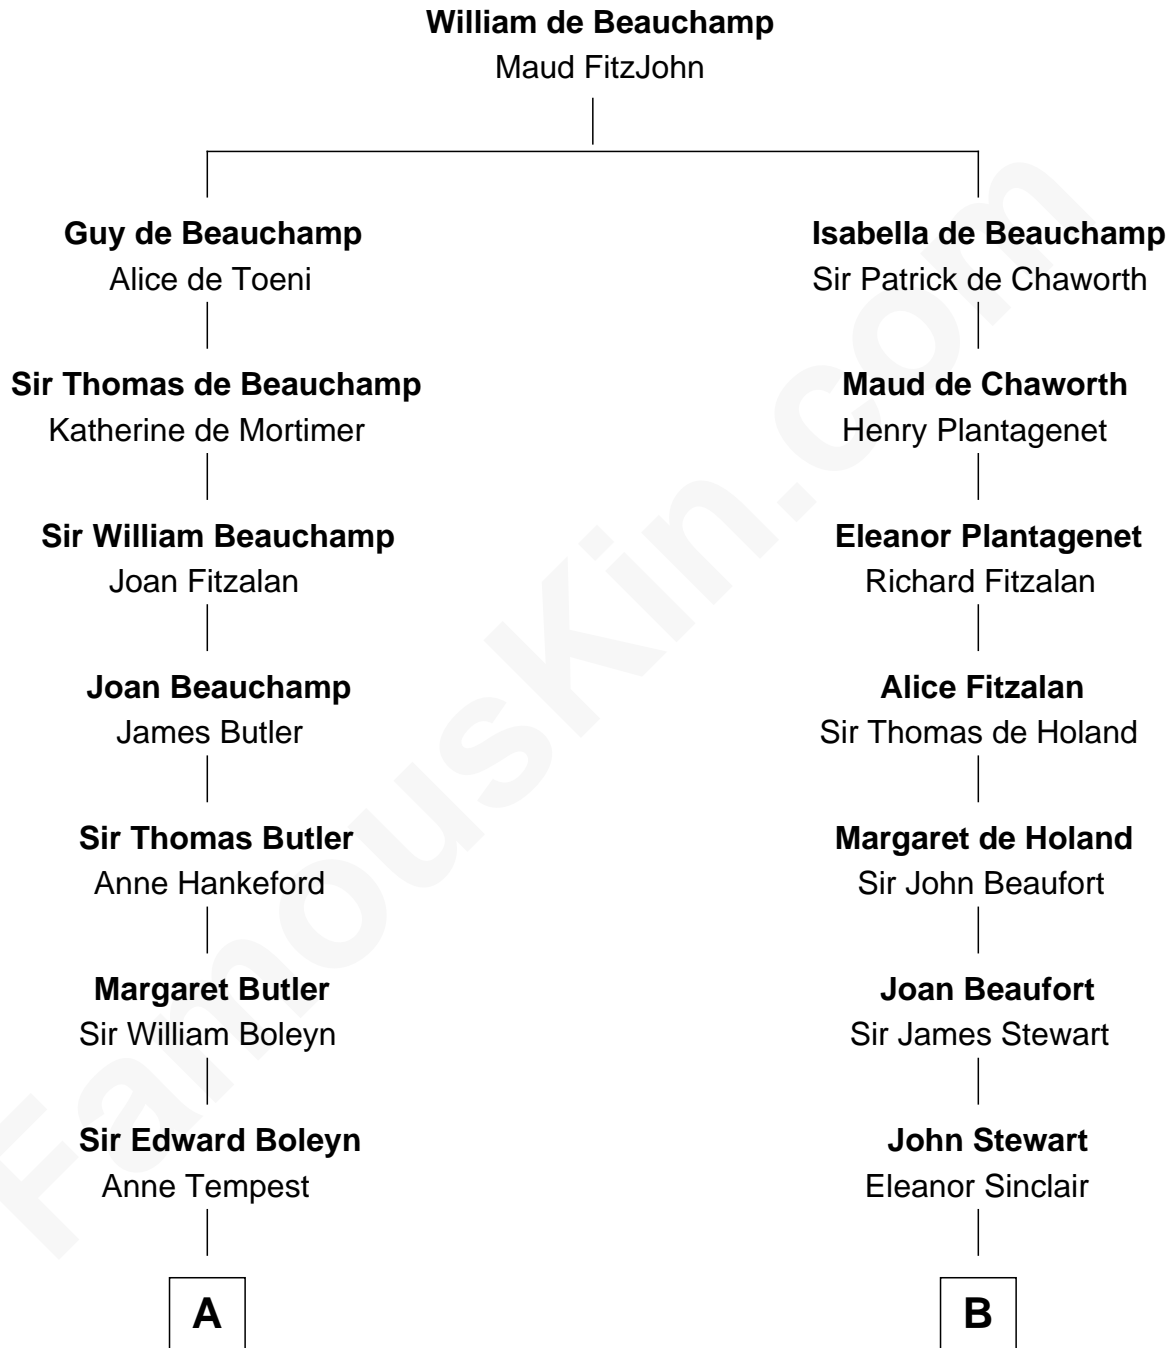 William de Beauchamp
Maud FitzJohn
Guy de Beauchamp
Alice de Toeni
Isabella de Beauchamp
Sir Patrick de Chaworth
Sir Thomas de Beauchamp
Katherine de Mortimer
Maud de Chaworth
Henry Plantagenet
Sir William Beauchamp
Joan Fitzalan
Eleanor Plantagenet
Richard Fitzalan
Joan Beauchamp
James Butler
Alice Fitzalan
Sir Thomas de Holand
Sir Thomas Butler
Anne Hankeford
Margaret de Holand
Sir John Beaufort
Margaret Butler
Sir William Boleyn
Joan Beaufort
Sir James Stewart
Sir Edward Boleyn
Anne Tempest
John Stewart
Eleanor Sinclair
A
B
FamousKin.com